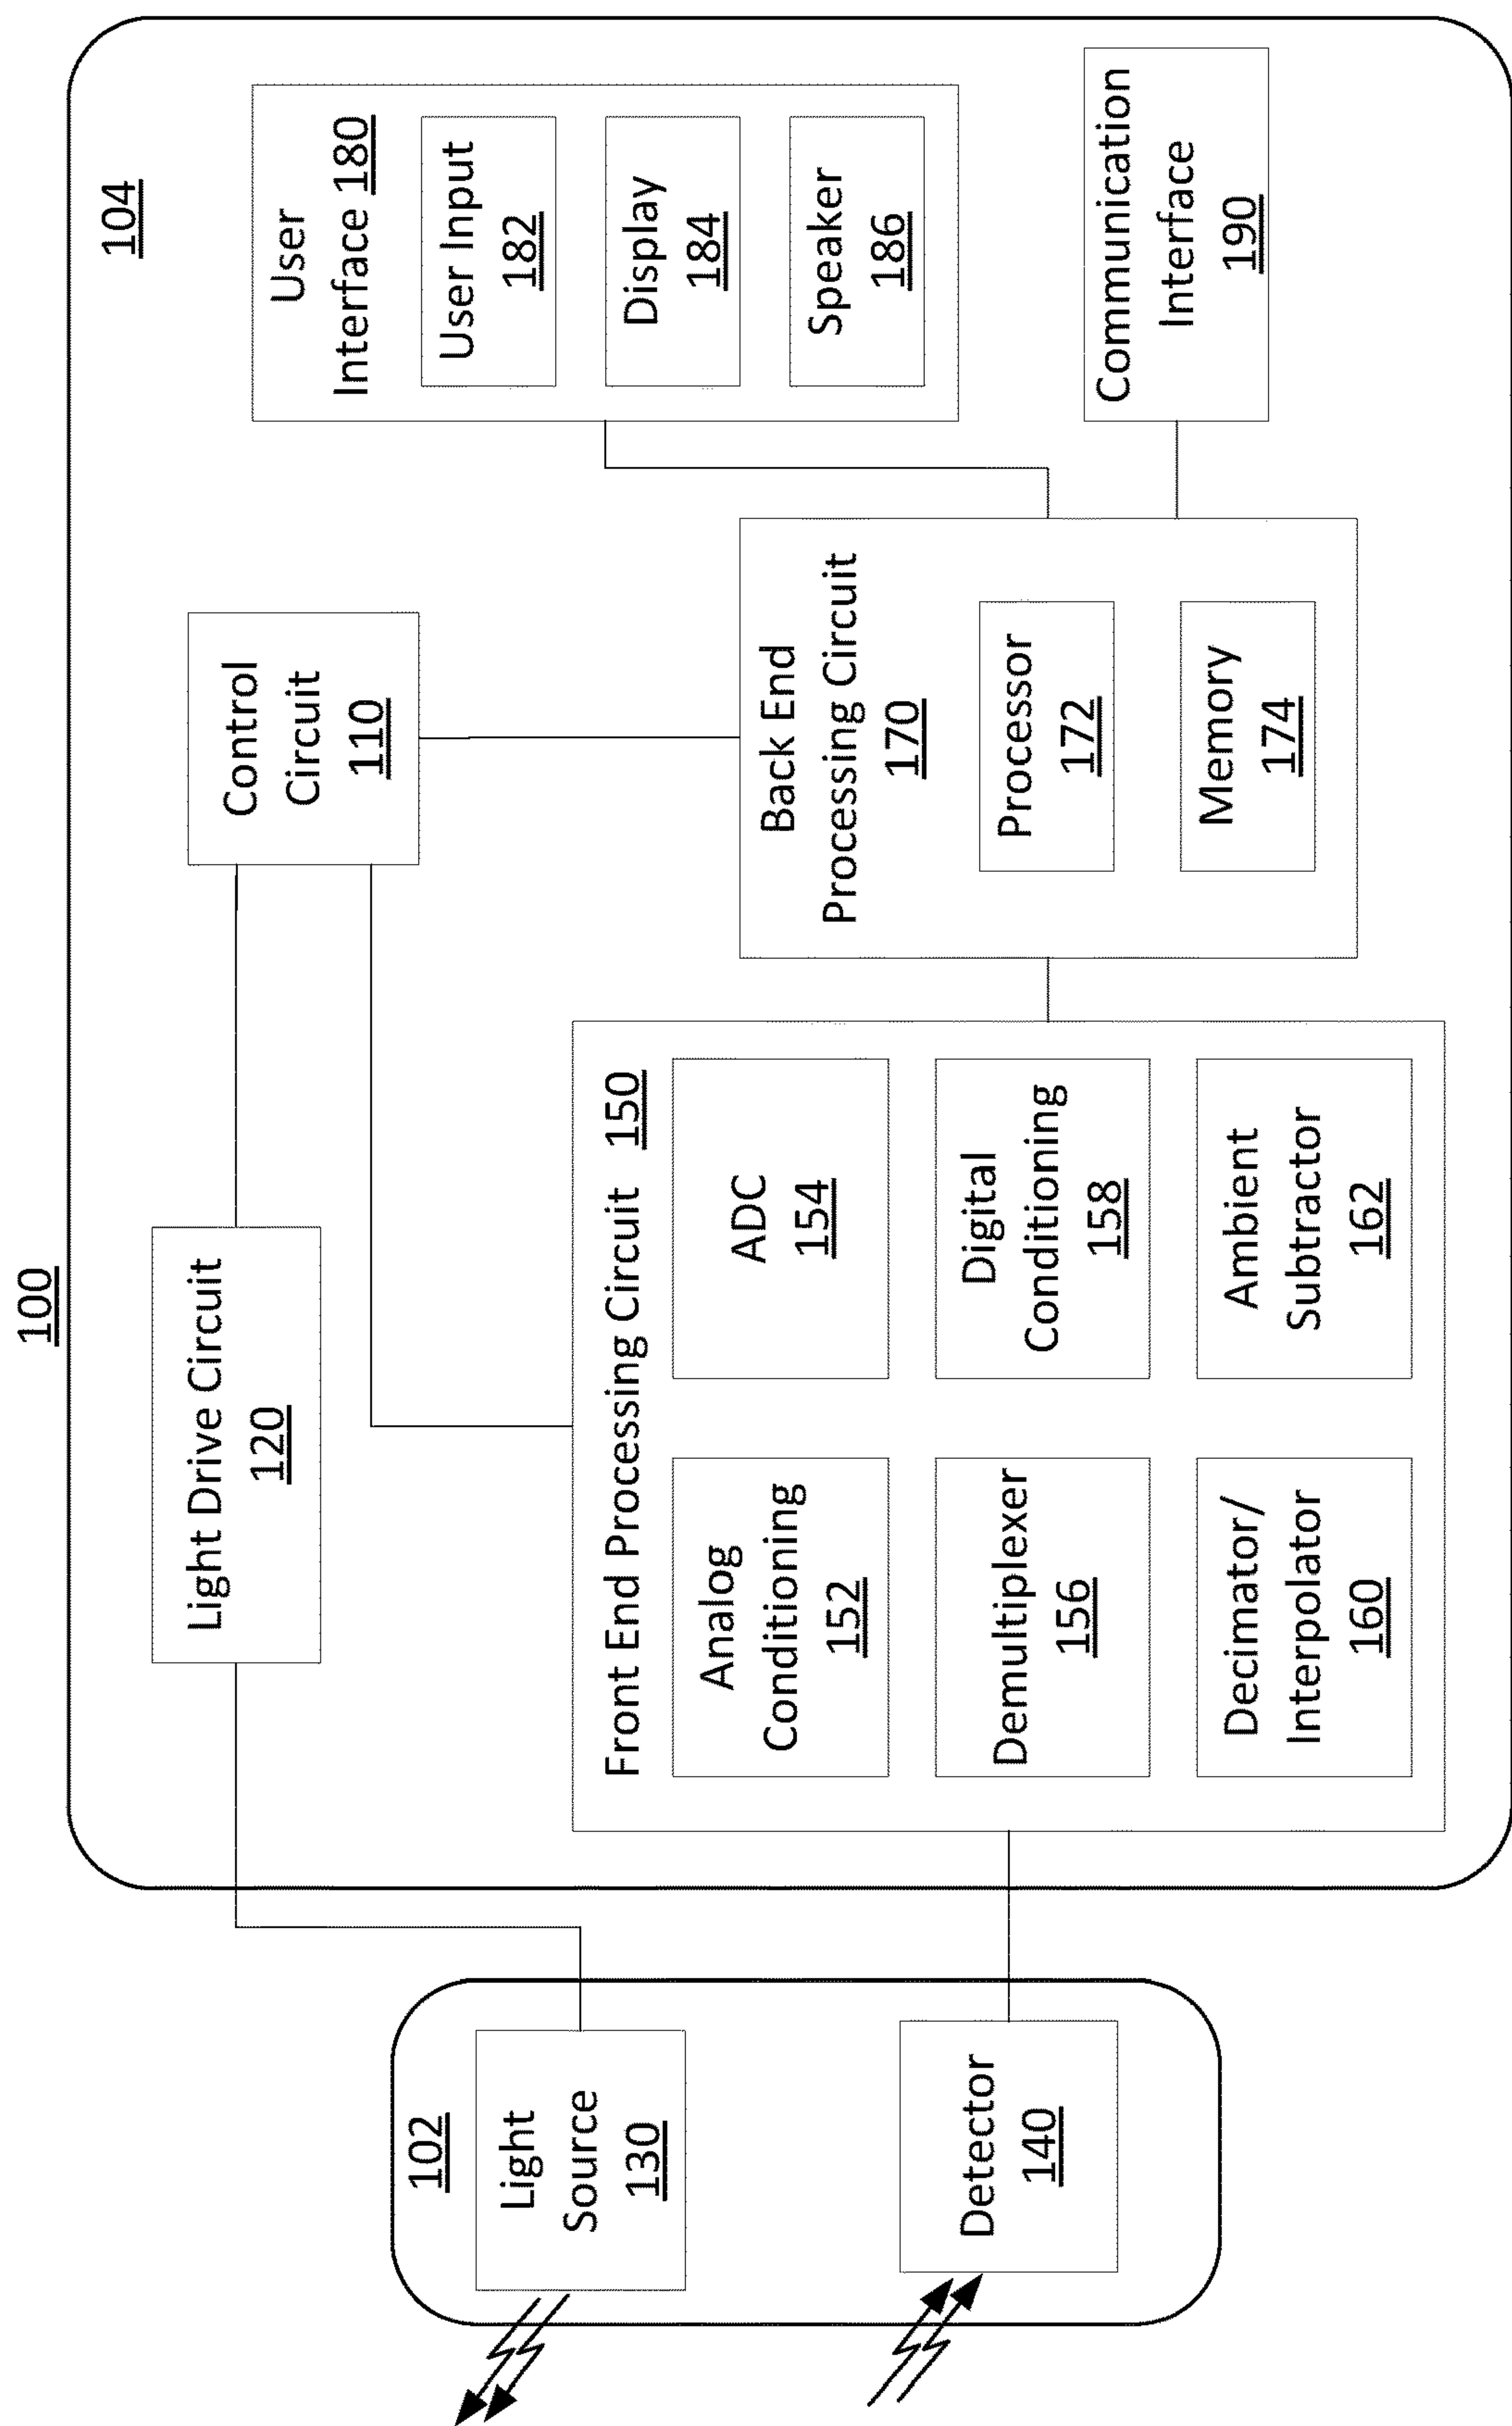 100
104
102
Light
Source
130
Detector
140
Light Drive Circuit
120
Control
Circuit
110
Front End Processing Circuit 150
Analog
Conditioning
152
ADC
154
Demultiplexer
156
Digital
Conditioning
158
Decimator/
Interpolator
160
Ambient
Subtractor
162
Back End
Processing Circuit
170
Processor
172
Memory
174
User
Interface 180
User Input
182
Display
184
Speaker
186
Communication
Interface
190